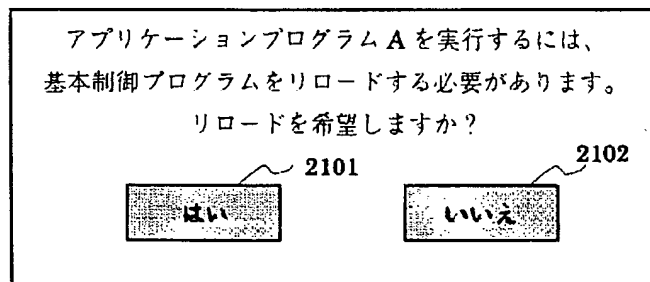 アプリケーションプログラムAを実行するには、
基本制御プログラムをリロードする必要があります。
リロードを希望しますか？
2101 2102
はい いいえ